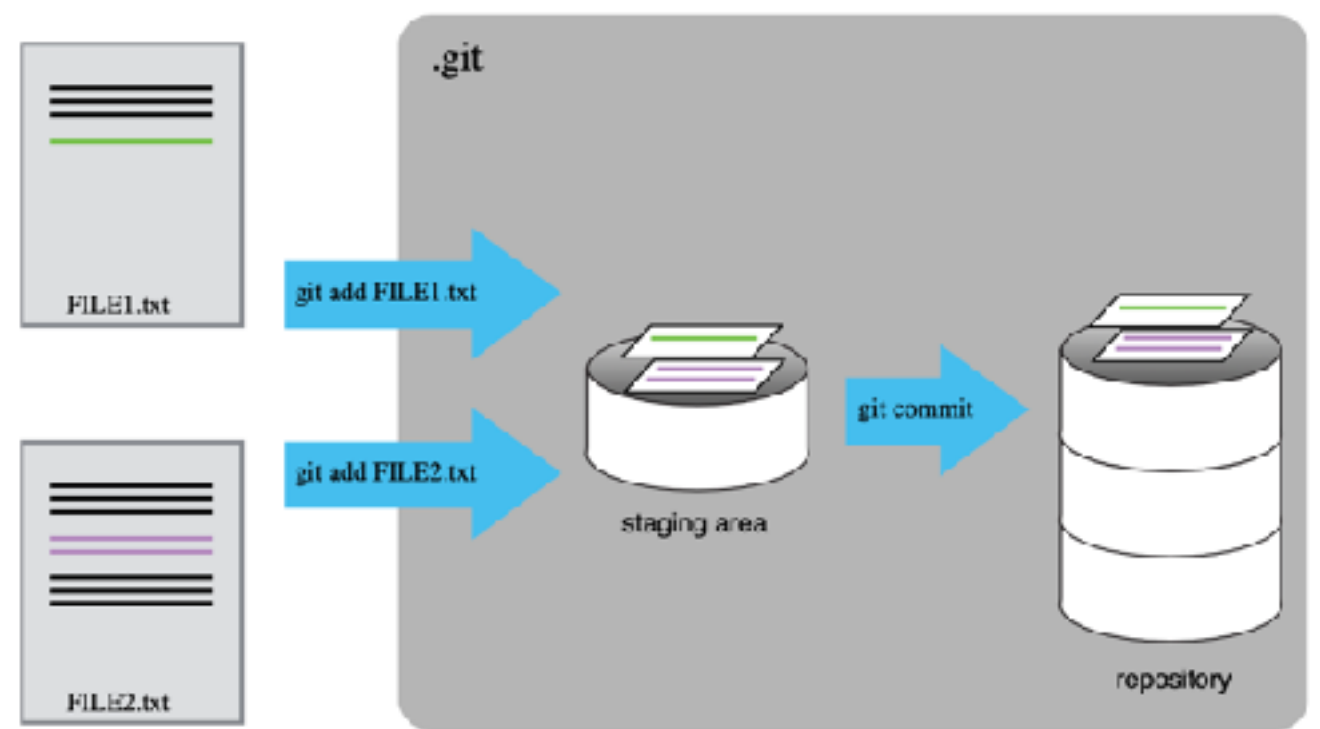 .git
FILE1.txt
git add FILE1.txt
git add FILE2.txt
FILE2.txt
staging area
git commit
repository